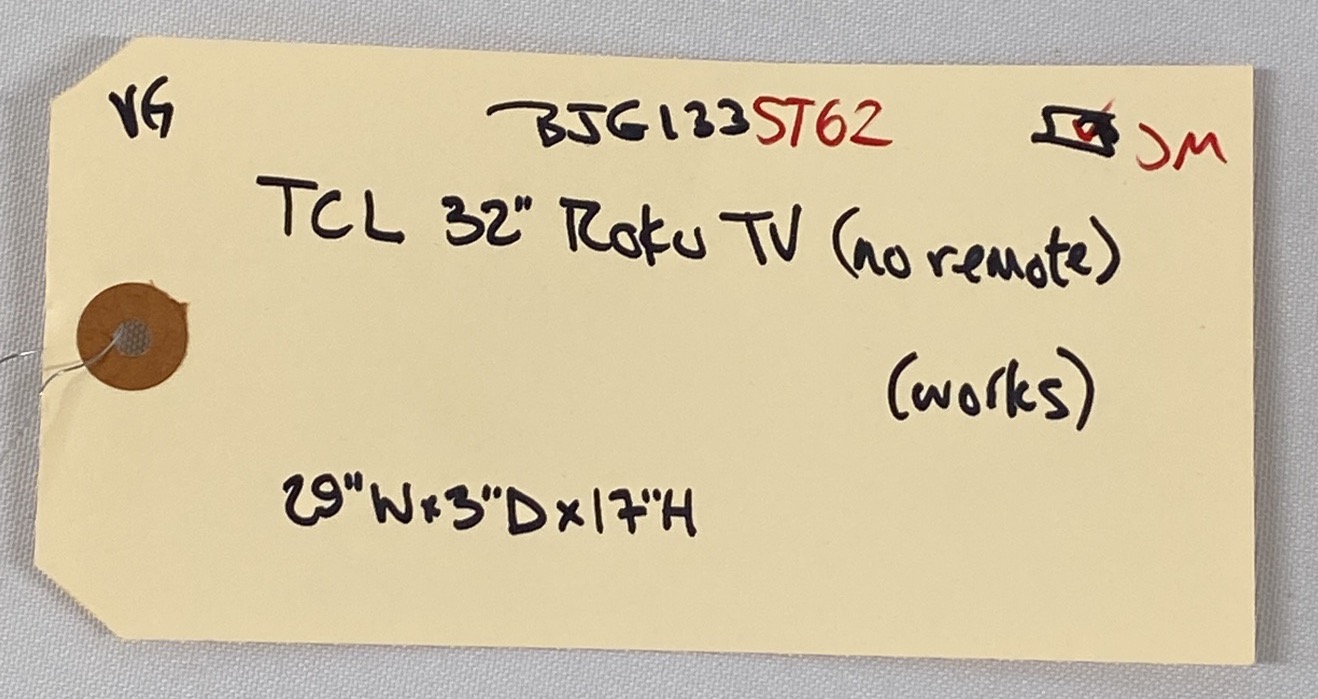 VG BJG133ST62 JM
TCL 32" Roku TV (no remote)
(works)
29"W x 3"D x 17"H